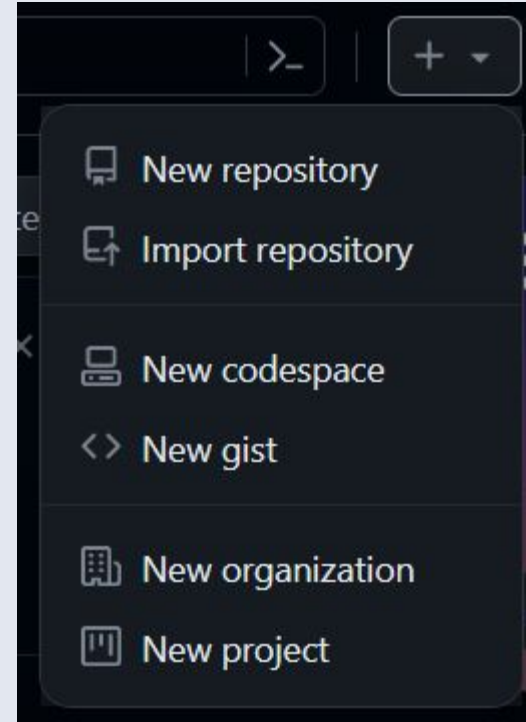 New repository
Import repository
New codespace
New gist
New organization
New project